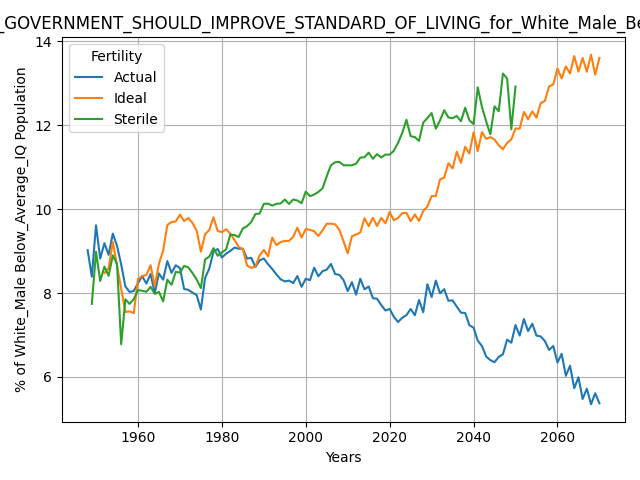 _GOVERNMENT_SHOULD_IMPROVE_STANDARD_OF_LIVING_for_White_Male_Be
% of White_Male Below_Average_IQ Population
14
12
10
8
6
Fertility
Actual
Ideal
Sterile
1960
1980
2000
2020
2040
2060
Years